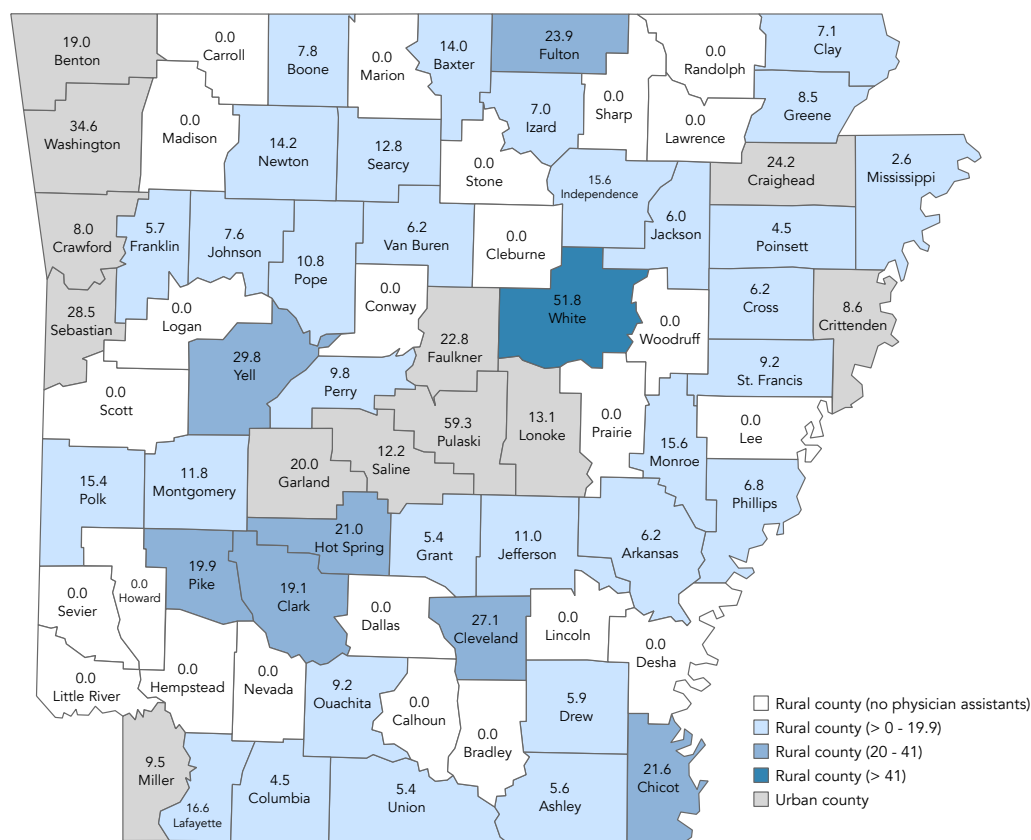 19.0
Benton
0.0
Carroll
7.8
Boone
0.0
Marion
14.0
Baxter
23.9
Fulton
0.0
Randolph
7.1
Clay
34.6
Washington
0.0
Madison
14.2
Newton
12.8
Searcy
0.0
Stone
7.0
Izard
0.0
Sharp
0.0
Lawrence
8.5
Greene
15.6
Independence
24.2
Craighead
2.6
Mississippi
8.0
Crawford
5.7
Franklin
7.6
Johnson
10.8
Pope
6.2
Van Buren
0.0
Cleburne
6.0
Jackson
4.5
Poinsett
28.5
Sebastian
0.0
Logan
0.0
Conway
22.8
Faulkner
51.8
White
0.0
Woodruff
6.2
Cross
8.6
Crittenden
0.0
Scott
29.8
Yell
9.8
Perry
59.3
Pulaski
13.1
Lonoke
0.0
Prairie
9.2
St. Francis
0.0
Lee
15.4
Polk
11.8
Montgomery
20.0
Garland
12.2
Saline
15.6
Monroe
6.8
Phillips
21.0
Hot Spring
5.4
Grant
11.0
Jefferson
6.2
Arkansas
0.0
Sevier
0.0
Howard
19.9
Pike
19.1
Clark
0.0
Dallas
27.1
Cleveland
0.0
Lincoln
0.0
Desha
0.0
Little River
0.0
Hempstead
0.0
Nevada
9.2
Ouachita
0.0
Calhoun
0.0
Bradley
5.9
Drew
9.5
Miller
16.6
Lafayette
4.5
Columbia
5.4
Union
5.6
Ashley
21.6
Chicot
Rural county (no physician assistants)
Rural county (> 0 - 19.9)
Rural county (20 - 41)
Rural county (> 41)
Urban county